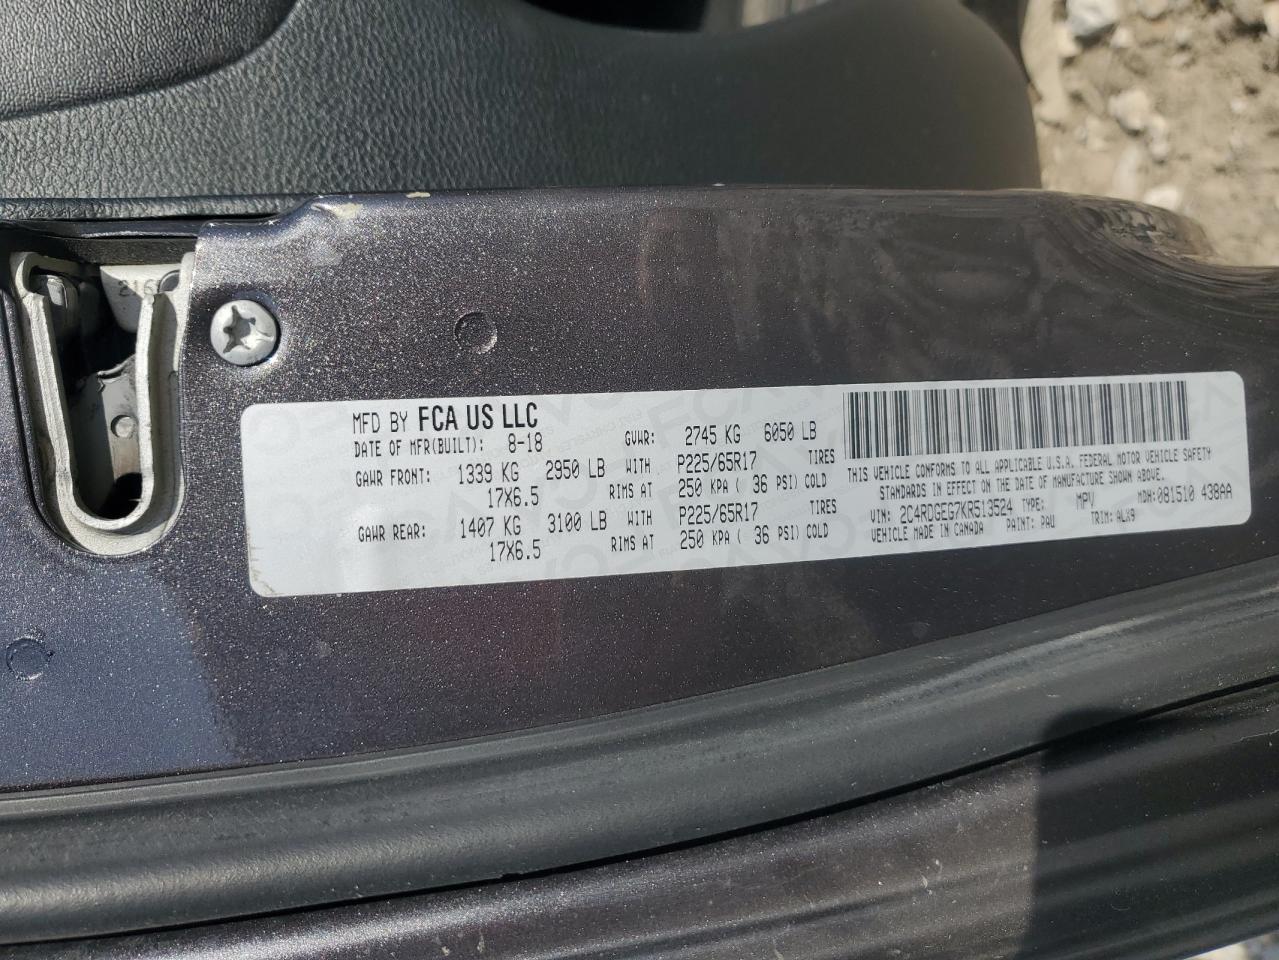 216
MFD BY FCA US LLC
DATE OF MFR(BUILT): 8-18 GVWR: 2745 KG 6050 LB
GAWR FRONT: 1339 KG 2950 LB WITH P225/65R17 TIRES
17X6.5 RIMS AT 250 KPA ( 36 PSI) COLD
GAWR REAR: 1407 KG 3100 LB WITH P225/65R17 TIRES
17X6.5 RIMS AT 250 KPA ( 36 PSI) COLD
THIS VEHICLE CONFORMS TO ALL APPLICABLE U.S.A. FEDERAL MOTOR VEHICLE SAFETY
STANDARDS IN EFFECT ON THE DATE OF MANUFACTURE SHOWN ABOVE.
VIN: 2C4RDGEG7KR513524 TYPE: MPV MDH:081510 438AA
VEHICLE MADE IN CANADA PAINT: PAU TRIM: ALX9